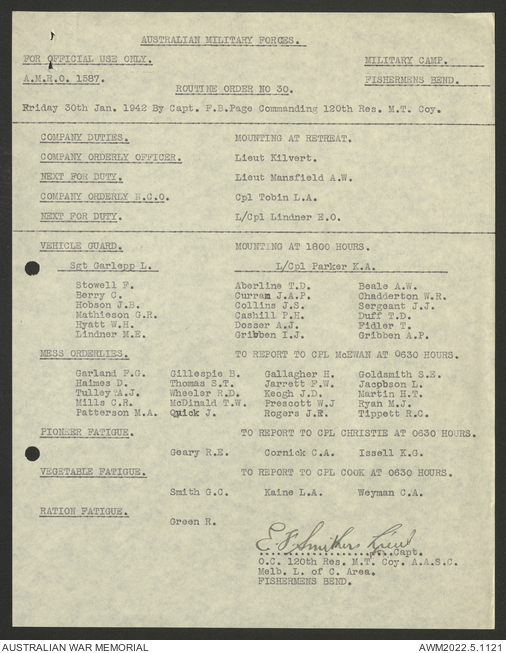 AUSTRALIAN MILITARY FORCES.
FOR OFFICIAL USE ONLY. MILITARY CAMP.
A.M.R.O. 1587. FISHERMENS BEND.
ROUTINE ORDER NO 30.
Friday 30th Jan. 1942 By Capt. F.B.Page Commanding 120th Res. M.T. Coy.
COMPANY DUTIES. MOUNTING AT RETREAT.
COMPANY ORDERLY OFFICER. Lieut Kilvert.
NEXT FOR DUTY. Lieut Mansfield A.W.
COMPANY ORDERLY N.C.O. Cpl Tobin L.A.
NEXT FOR DUTY. L/Cpl Lindner E.O.
VEHICLE GUARD. MOUNTING AT 1800 HOURS.
Sgt Garlepp L. L/Cpl Parker K.A.
Stowell F. Aberline T.D. Beale A.W.
Berry C. Curram J.A.P. Chadderton W.R.
Hobson J.B. Collins J.S. Sergeant J.J.
Mathieson G.R. Cashill P.H. Duff T.D.
Hyatt W.H. Dosser A.J. Fidler T.
Lindner M.E. Gribben I.J. Gribben A.P.
MESS ORDERLIES. TO REPORT TO CPL McEWAN AT 0630 HOURS.
Garland F.G. Gillespie B. Gallagher H. Goldsmith S.E.
Haimes D. Thomas S.T. Jarrett F.W. Jacobson L.
Tulley A.J. Wheeler R.D. Keogh J.D. Martin H.T.
Mills C.R. McDinald T.W. Prescott W.J Ryan M.J.
Patterson M.A. Quick J. Rogers J.F. Tippett R.C.
PIONEER FATIGUE. TO REPORT TO CPL CHRISTIE AT 0630 HOURS.
Geary R.E. Cornick C.A. Issell K.G.
VEGETABLE FATIGUE. TO REPORT TO CPL COOK AT 0630 HOURS.
Smith G.C. Kaine L.A. Weyman C.A.
RATION FATIGUE.
Green R.
E.F. Smithers Lieut
Capt.
O.C. 120th Res. M.T. Coy. A.A.S.C.
Melb. L. of C. Area.
FISHERMENS BEND.
AUSTRALIAN WAR MEMORIAL AWM2022.5.1121